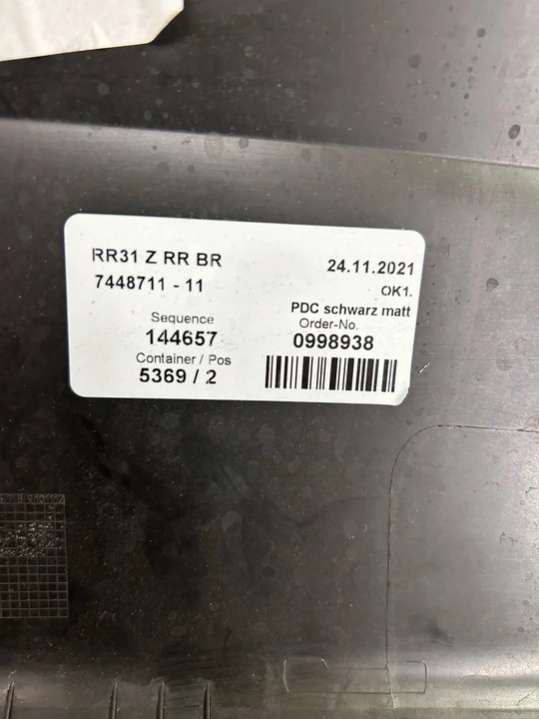 RR31 Z RR BR
24.11.2021
7448711 - 11
OK1.
PDC schwarz matt
Sequence
Order-No.
144657
0998938
Container / Pos
5369 / 2